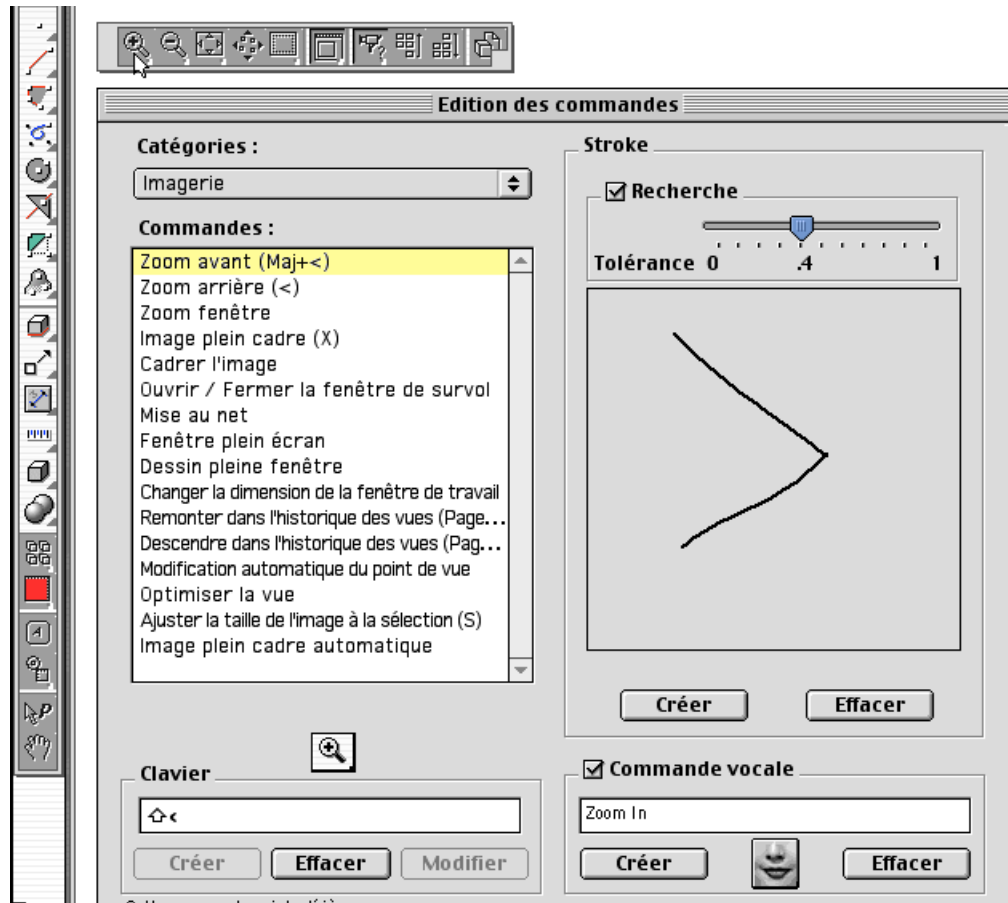 Edition des commandes
Catégories :
Imagerie
Commandes :
Zoom avant (Maj+<)
Zoom arrière (<)
Zoom fenêtre
Image plein cadre (X)
Cadrer l'image
Ouvrir / Fermer la fenêtre de survol
Mise au net
Fenêtre plein écran
Dessin pleine fenêtre
Changer la dimension de la fenêtre de travail
Remonter dans l'historique des vues (Page...
Descendre dans l'historique des vues (Pag...
Modification automatique du point de vue
Optimiser la vue
Ajuster la taille de l'image à la sélection (S)
Image plein cadre automatique
Clavier
⇧<
Créer Effacer Modifier
Stroke
Recherche
Tolérance 0 .4 1
Créer Effacer
Commande vocale
Zoom In
Créer Effacer